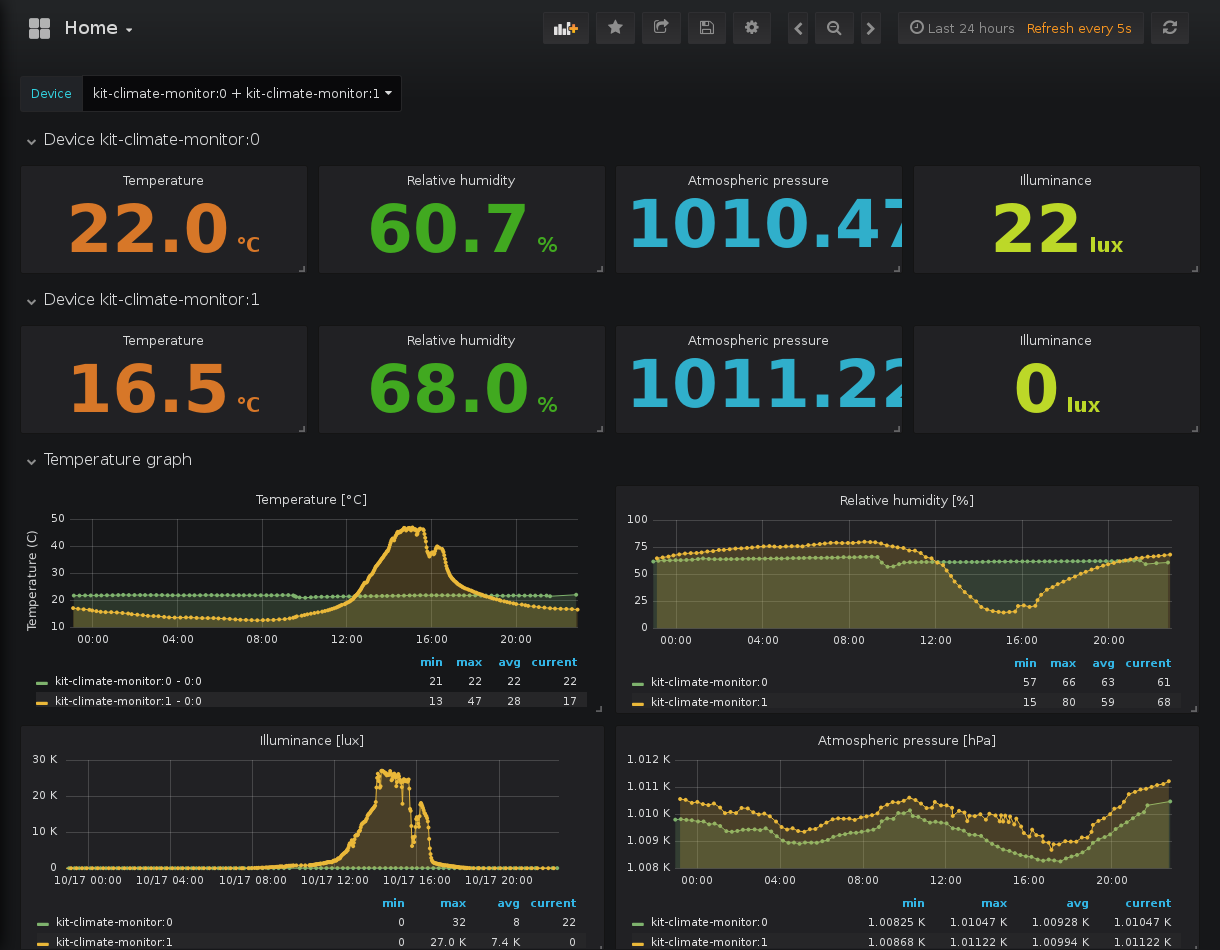 Home
Last 24 hours Refresh every 5s
Device kit-climate-monitor:0 + kit-climate-monitor:1
Device kit-climate-monitor:0
Temperature Relative humidity Atmospheric pressure Illuminance
22.0 °C 60.7 % 1010.47 22 lux
Device kit-climate-monitor:1
Temperature Relative humidity Atmospheric pressure Illuminance
16.5 °C 68.0 % 1011.22 0 lux
Temperature graph
Temperature [°C]
Temperature (C)
50
40
30
20
10
00:00 04:00 08:00 12:00 16:00 20:00
min max avg current
kit-climate-monitor:0 - 0:0 21 22 22 22
kit-climate-monitor:1 - 0:0 13 47 28 17
Relative humidity [%]
100
75
50
25
0
00:00 04:00 08:00 12:00 16:00 20:00
min max avg current
kit-climate-monitor:0 57 66 63 61
kit-climate-monitor:1 15 80 59 68
Illuminance [lux]
30 K
20 K
10 K
0
10/17 00:00 10/17 04:00 10/17 08:00 10/17 12:00 10/17 16:00 10/17 20:00
min max avg current
kit-climate-monitor:0 0 32 8 22
kit-climate-monitor:1 0 27.0 K 7.4 K 0
Atmospheric pressure [hPa]
1.012 K
1.011 K
1.010 K
1.009 K
1.008 K
00:00 04:00 08:00 12:00 16:00 20:00
min max avg current
kit-climate-monitor:0 1.00825 K 1.01047 K 1.00928 K 1.01047 K
kit-climate-monitor:1 1.00868 K 1.01122 K 1.00994 K 1.01122 K